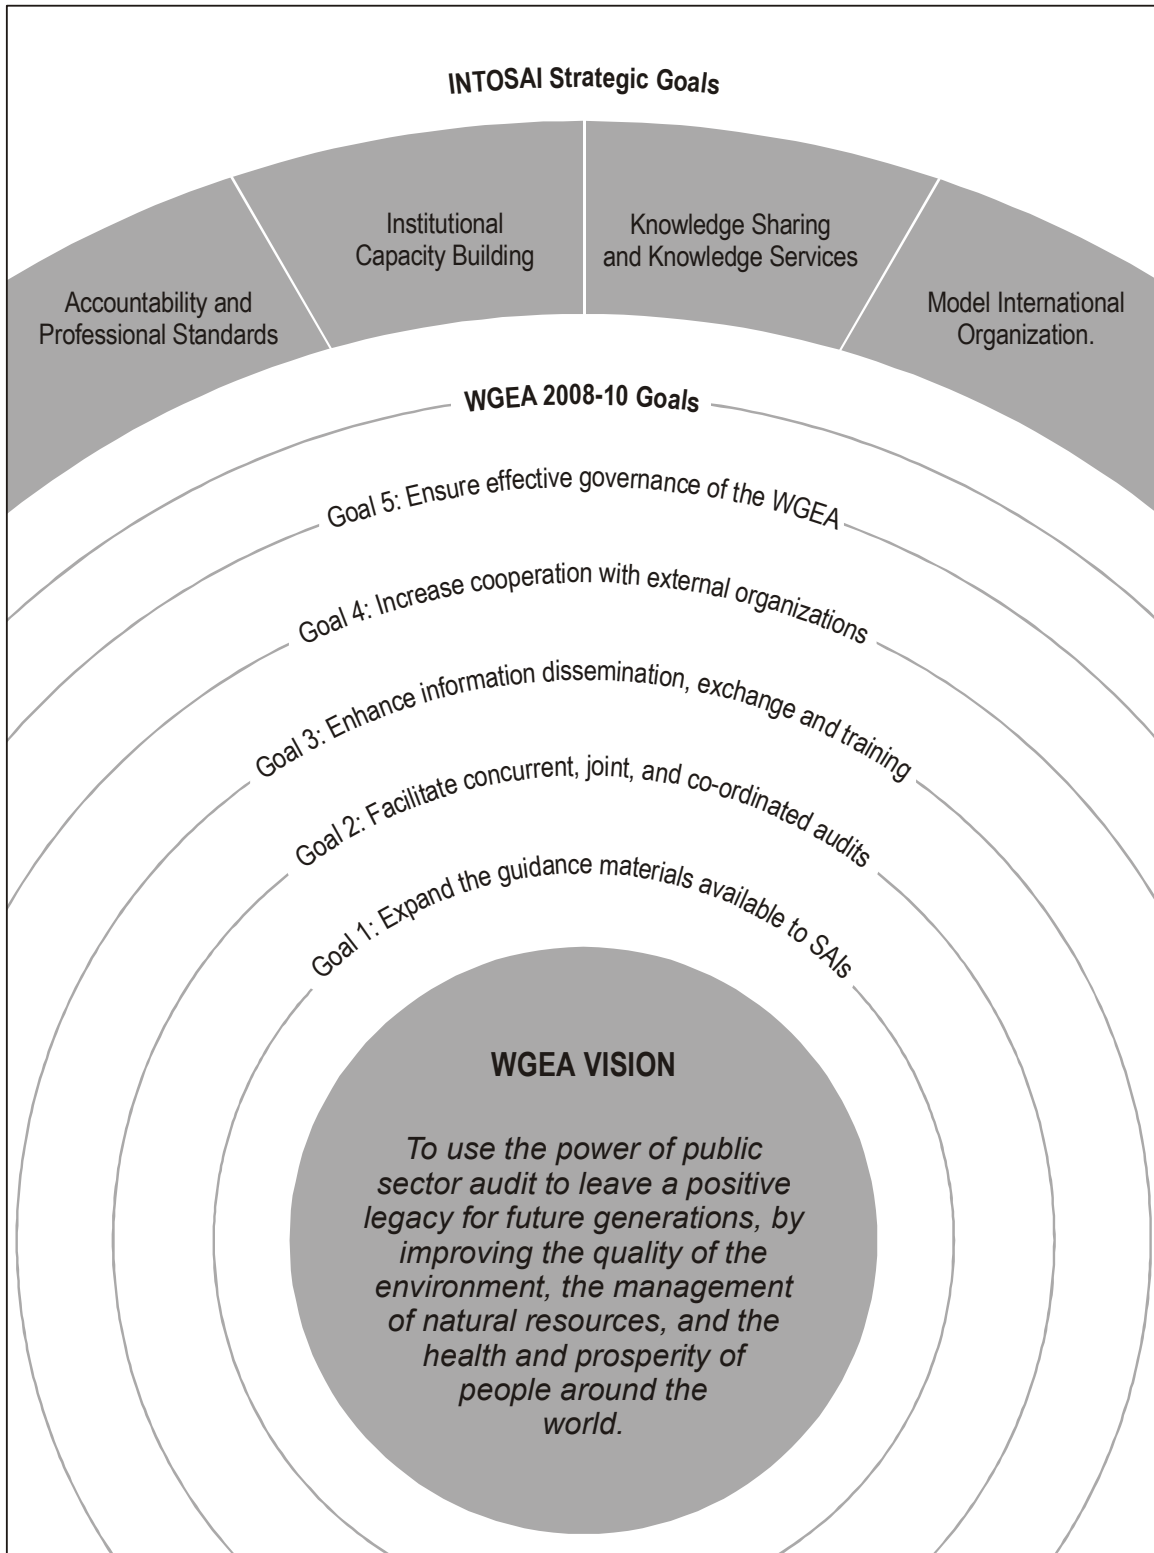 INTOSAI Strategic Goals
Accountability and
Professional Standards
Institutional
Capacity Building
Knowledge Sharing
and Knowledge Services
Model International
Organization.
WGEA 2008-10 Goals
Goal 5: Ensure effective governance of the WGEA
Goal 4: Increase cooperation with external organizations
Goal 3: Enhance information dissemination, exchange and training
Goal 2: Facilitate concurrent, joint, and co-ordinated audits
Goal 1: Expand the guidance materials available to SAIs
WGEA VISION
To use the power of public
sector audit to leave a positive
legacy for future generations, by
improving the quality of the
environment, the management
of natural resources, and the
health and prosperity of
people around the
world.